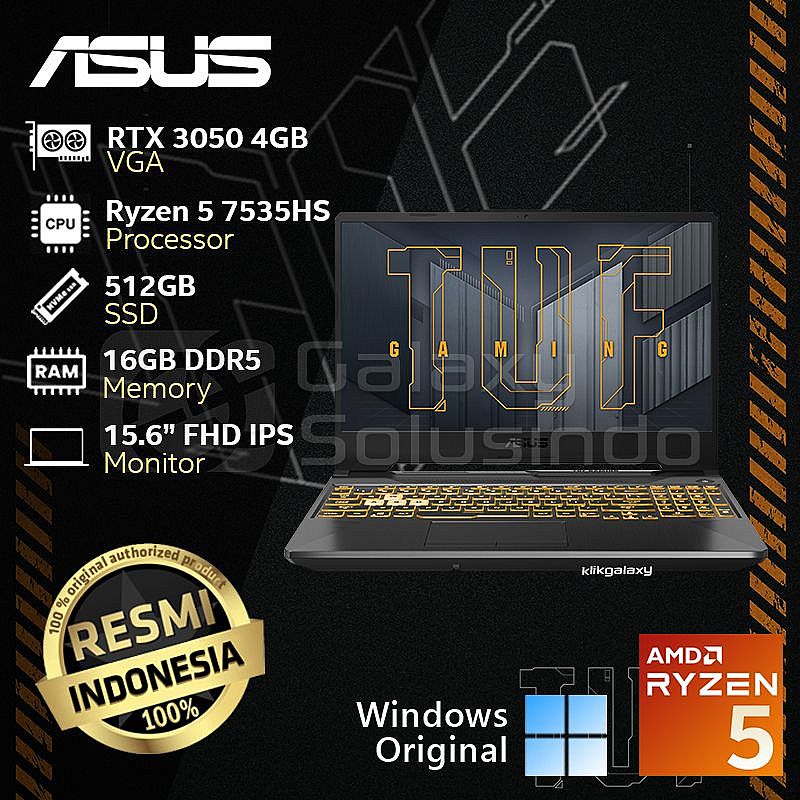 ASUS
RTX 3050 4GB
VGA
CPU
Ryzen 5 7535HS
Processor
NVME SSD
512GB
SSD
RAM
16GB DDR5
Memory
15.6” FHD IPS
Monitor
TUF
GAMING
Galaxy
Solusindo
ASUS
klikgalaxy
100% original authorized product
RESMI
INDONESIA
100%
Windows
Original
AMD
RYZEN
5